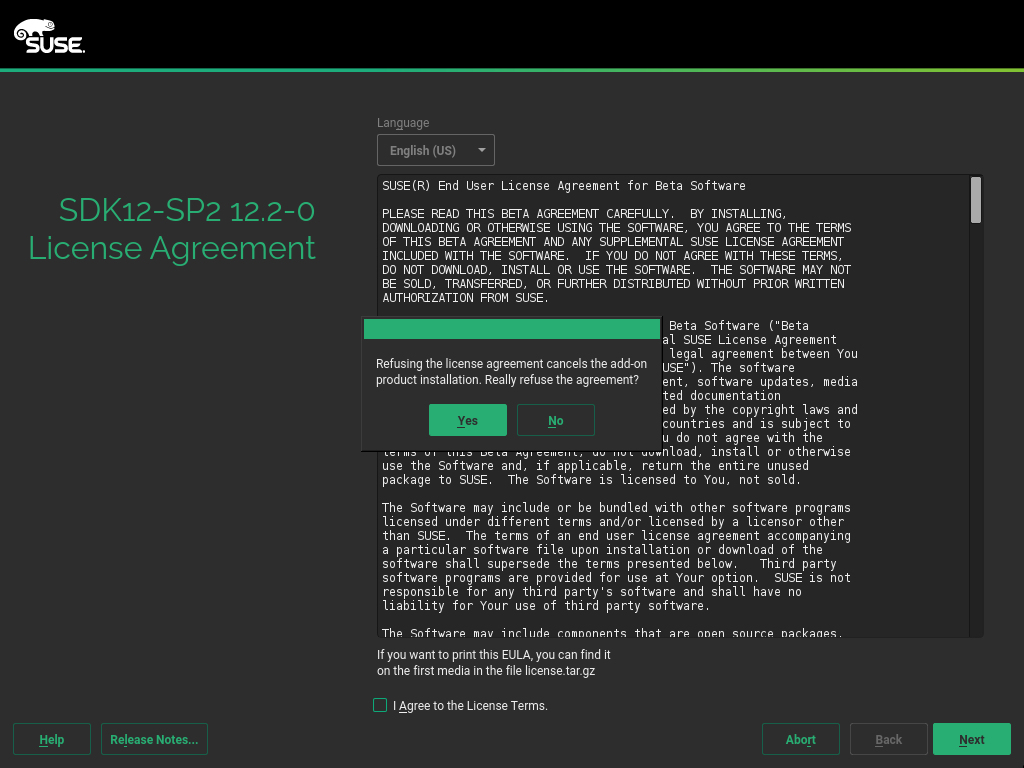 SUSE
Language
English (US)
SDK12-SP2 12.2-0
License Agreement
SUSE(R) End User License Agreement for Beta Software
PLEASE READ THIS BETA AGREEMENT CAREFULLY.  BY INSTALLING,
DOWNLOADING OR OTHERWISE USING THE SOFTWARE, YOU AGREE TO THE TERMS
OF THIS BETA AGREEMENT AND ANY SUPPLEMENTAL SUSE LICENSE AGREEMENT
INCLUDED WITH THE SOFTWARE.  IF YOU DO NOT AGREE WITH THESE TERMS,
DO NOT DOWNLOAD, INSTALL OR USE THE SOFTWARE.  THE SOFTWARE MAY NOT
BE SOLD, TRANSFERRED, OR FURTHER DISTRIBUTED WITHOUT PRIOR WRITTEN
AUTHORIZATION FROM SUSE.
Beta Software ("Beta
al SUSE License Agreement
legal agreement between You
USE"). The software
ent, software updates, media
ted documentation
ed by the copyright laws and
countries and is subject to
u do not agree with the
terms of this Beta Agreement, do not download, install or otherwise
use the Software and, if applicable, return the entire unused
package to SUSE.  The Software is licensed to You, not sold.
The Software may include or be bundled with other software programs
licensed under different terms and/or licensed by a licensor other
than SUSE.  The terms of an end user license agreement accompanying
a particular software file upon installation or download of the
software shall supersede the terms presented below.   Third party
software programs are provided for use at Your option.  SUSE is not
responsible for any third party's software and shall have no
liability for Your use of third party software.
The Software may include components that are open source packages,
Refusing the license agreement cancels the add-on
product installation. Really refuse the agreement?
Yes
No
If you want to print this EULA, you can find it
on the first media in the file license.tar.gz
I Agree to the License Terms.
Help
Release Notes...
Abort
Back
Next